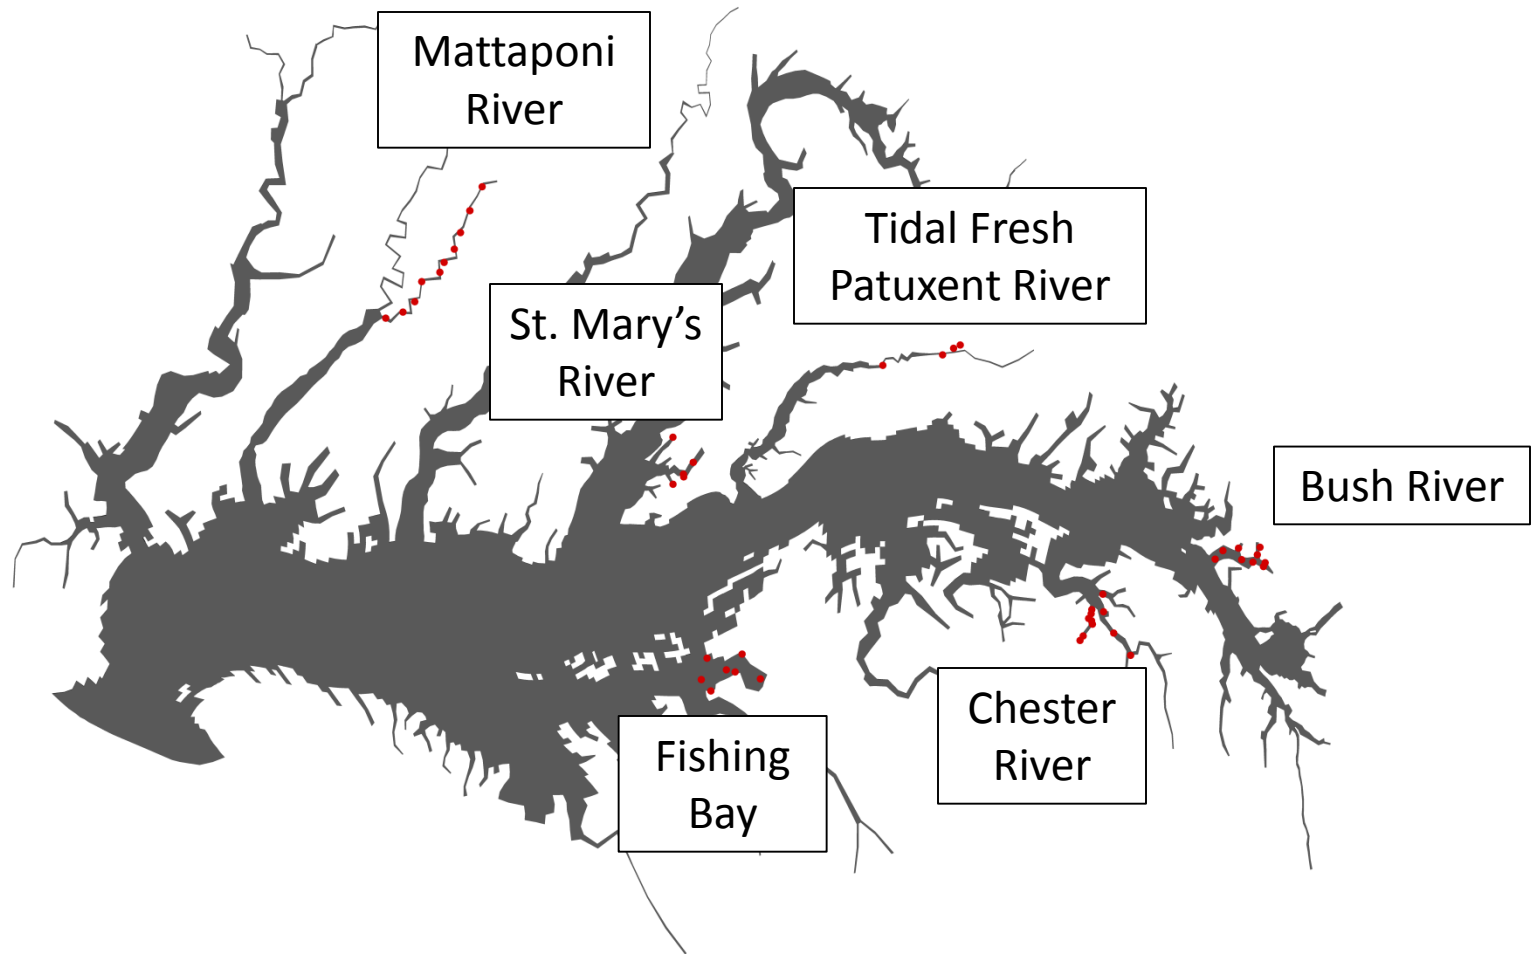 Mattaponi
River
Tidal Fresh
Patuxent River
St. Mary’s
River
Bush River
Chester
River
Fishing
Bay